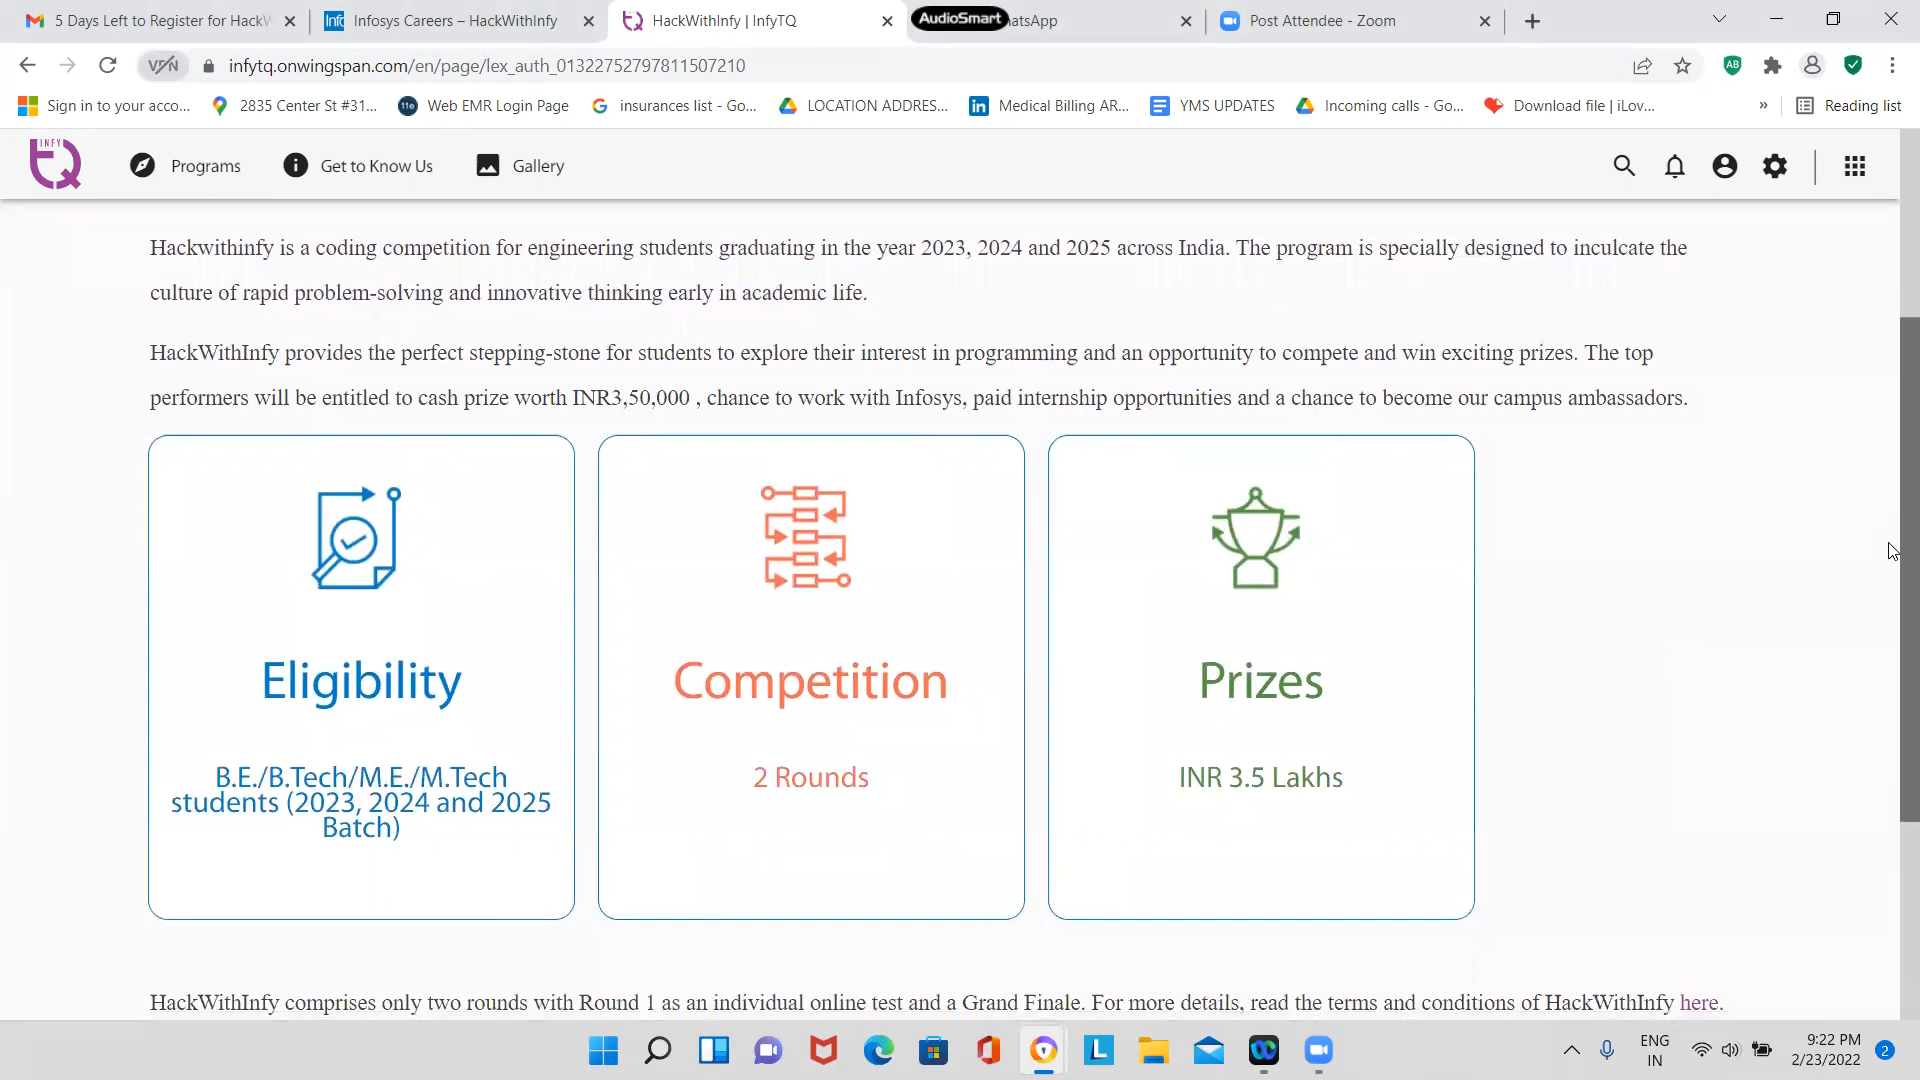 5 Days Left to Register for HackW
Infosys Careers – HackWithInfy
HackWithInfy | InfyTQ
AudioSmart
atsApp
Post Attendee - Zoom
VPN
infytq.onwingspan.com/en/page/lex_auth_01322752797811507210
AB
Sign in to your acco...
2835 Center St #31...
11e
Web EMR Login Page
insurances list - Go...
LOCATION ADDRES...
Medical Billing AR...
YMS UPDATES
Incoming calls - Go...
Download file | iLov...
»
Reading list
INFY
TQ
Programs
Get to Know Us
Gallery
Hackwithinfy is a coding competition for engineering students graduating in the year 2023, 2024 and 2025 across India. The program is specially designed to inculcate the
culture of rapid problem-solving and innovative thinking early in academic life.
HackWithInfy provides the perfect stepping-stone for students to explore their interest in programming and an opportunity to compete and win exciting prizes. The top
performers will be entitled to cash prize worth INR3,50,000 , chance to work with Infosys, paid internship opportunities and a chance to become our campus ambassadors.
Eligibility
B.E./B.Tech/M.E./M.Tech
students (2023, 2024 and 2025
Batch)
Competition
2 Rounds
Prizes
INR 3.5 Lakhs
HackWithInfy comprises only two rounds with Round 1 as an individual online test and a Grand Finale. For more details, read the terms and conditions of HackWithInfy here.
ENG
IN
9:22 PM
2/23/2022
2